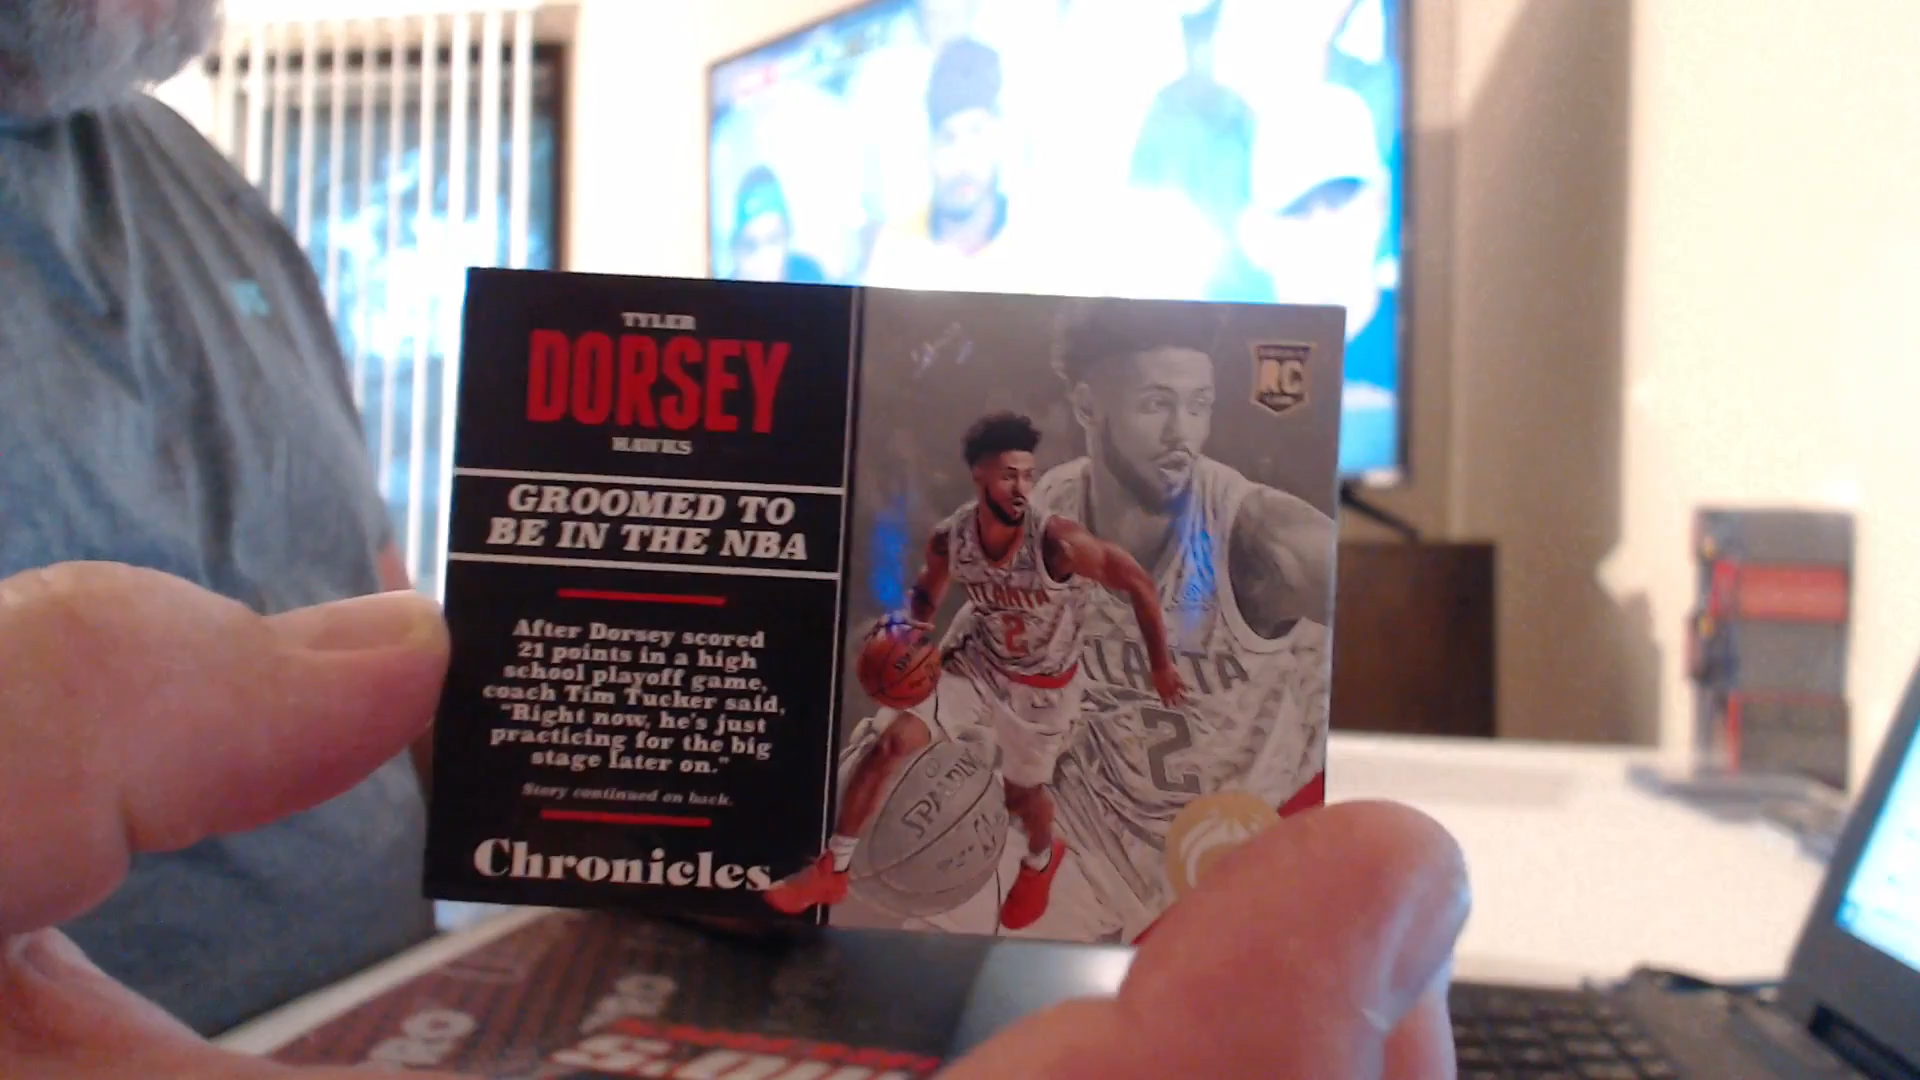 TYLER
DORSEY
HAWKS
GROOMED TO
BE IN THE NBA
After Dorsey scored
21 points in a high
school playoff game,
coach Tim Tucker said,
"Right now, he's just
practicing for the big
stage later on."
Story continued on back.
Chronicles
RC
ATLANTA
2
ATLANTA
2
SPALDING